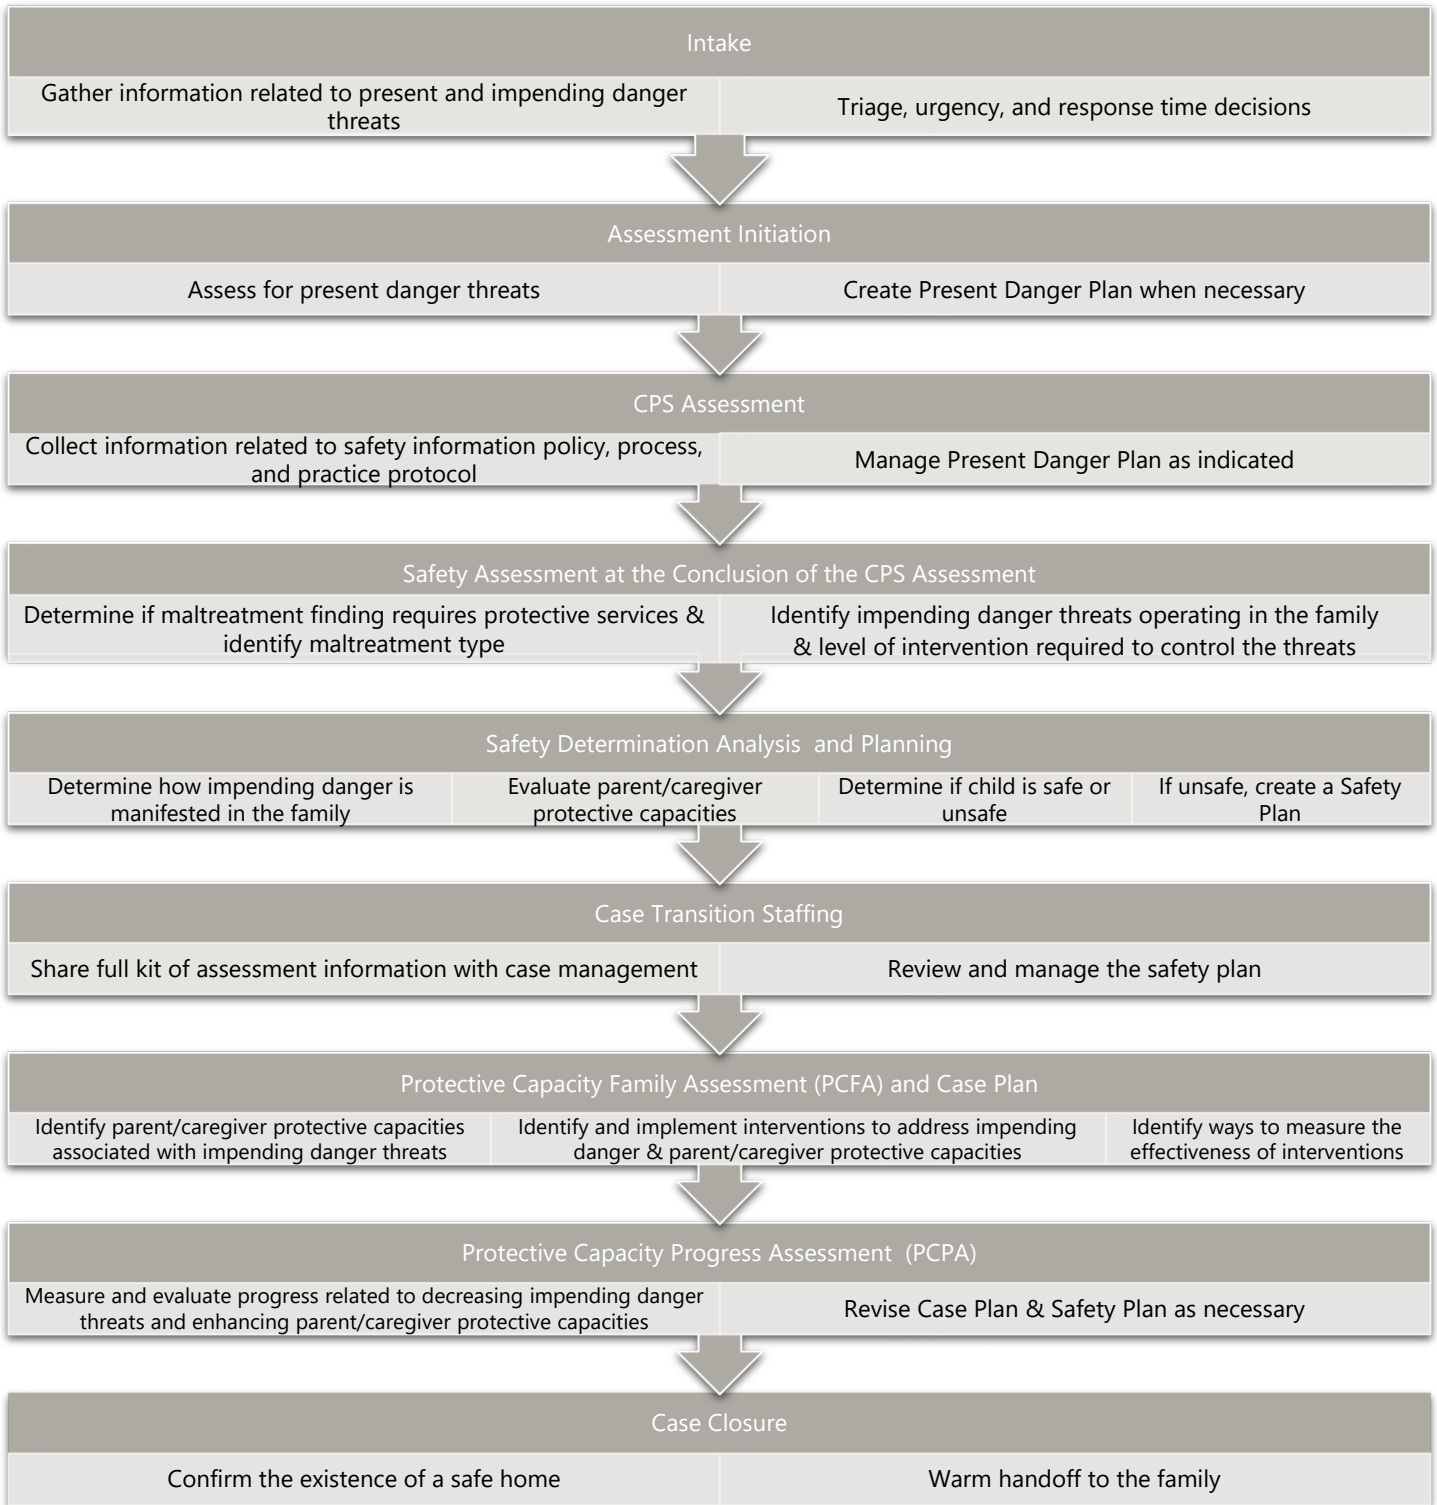 Intake
Gather information related to present and impending danger
threats
Triage, urgency, and response time decisions
Assessment Initiation
Assess for present danger threats
Create Present Danger Plan when necessary
CPS Assessment
Collect information related to safety information policy, process,
and practice protocol
Manage Present Danger Plan as indicated
Safety Assessment at the Conclusion of the CPS Assessment
Determine if maltreatment finding requires protective services &
identify maltreatment type
Identify impending danger threats operating in the family
& level of intervention required to control the threats
Safety Determination Analysis  and Planning
Determine how impending danger is
manifested in the family
Evaluate parent/caregiver
protective capacities
Determine if child is safe or
unsafe
If unsafe, create a Safety
Plan
Case Transition Staffing
Share full kit of assessment information with case management
Review and manage the safety plan
Protective Capacity Family Assessment (PCFA) and Case Plan
Identify parent/caregiver protective capacities
associated with impending danger threats
Identify and implement interventions to address impending
danger & parent/caregiver protective capacities
Identify ways to measure the
effectiveness of interventions
Protective Capacity Progress Assessment  (PCPA)
Measure and evaluate progress related to decreasing impending danger
threats and enhancing parent/caregiver protective capacities
Revise Case Plan & Safety Plan as necessary
Case Closure
Confirm the existence of a safe home
Warm handoff to the family